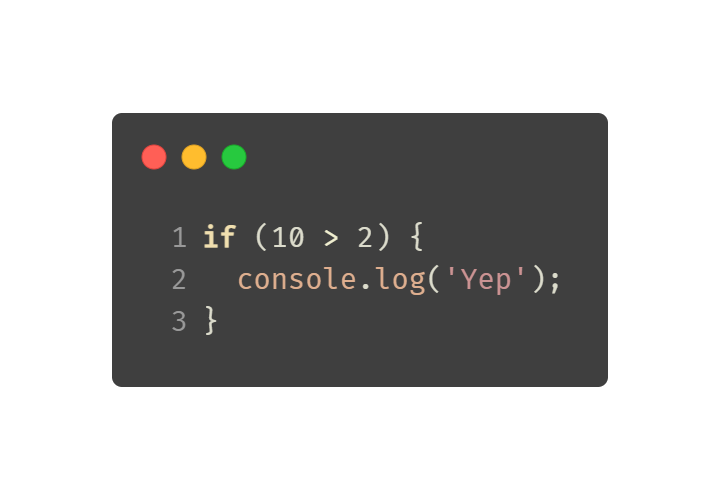 1 if (10 > 2) {
2   console.log('Yep');
3 }